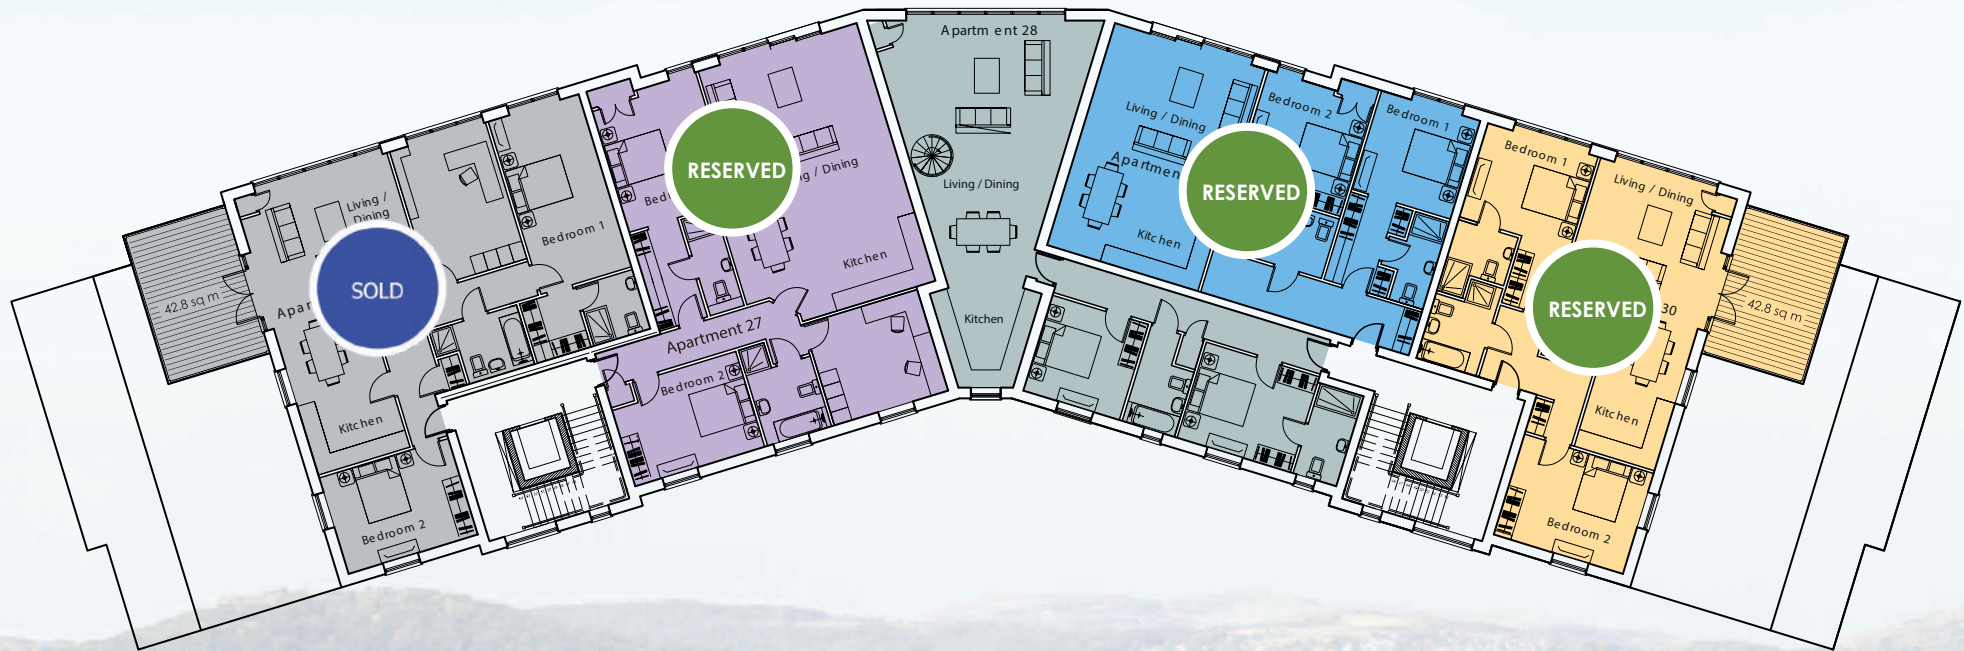 Living /
Dining
42.8 sq m
SOLD
Kitchen
Bedroom 1
Bedroom 2
RESERVED
Kitchen
Apartment 27
Bedroom 2
Apartment 28
Living / Dining
Kitchen
Living / Dining
Kitchen
RESERVED
Bedroom 2
Bedroom 1
Bedroom 1
Living / Dining
RESERVED
30
42.8 sq m
Kitchen
Bedroom 2